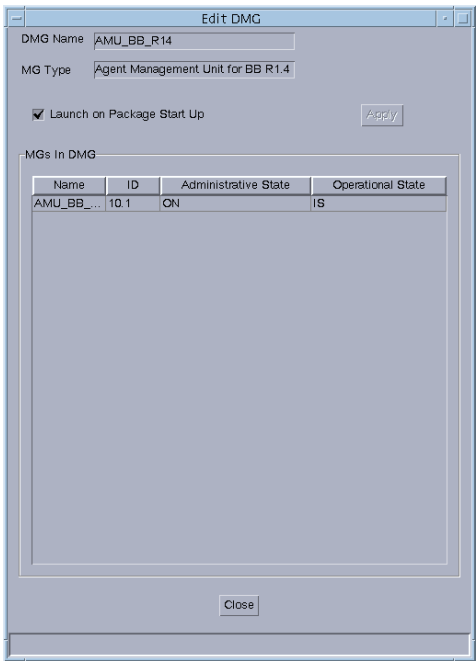 Edit DMG
DMG Name AMU_BB_R14
MG Type Agent Management Unit for BB R1.4
Launch on Package Start Up Apply
MGs In DMG
Name ID Administrative State Operational State
AMU_BB_... 10.1 ON IS
Close